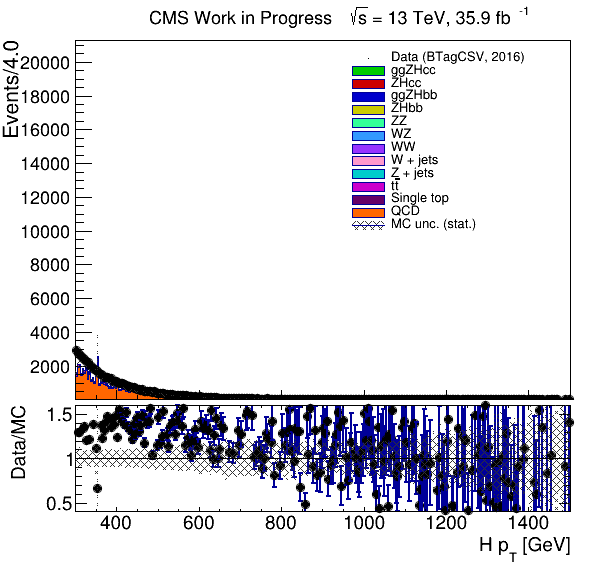 CMS Work in Progress √s = 13 TeV, 35.9 fb -1
Events/4.0
20000
18000
16000
14000
12000
10000
8000
6000
4000
2000
Data (BTagCSV, 2016)
ggZHcc
ZHcc
ggZHbb
ZHbb
ZZ
WZ
WW
W + jets
Z + jets
tt̅
Single top
QCD
MC unc. (stat.)
Data/MC
1.5
1
0.5
400 600 800 1000 1200 1400
H pT [GeV]